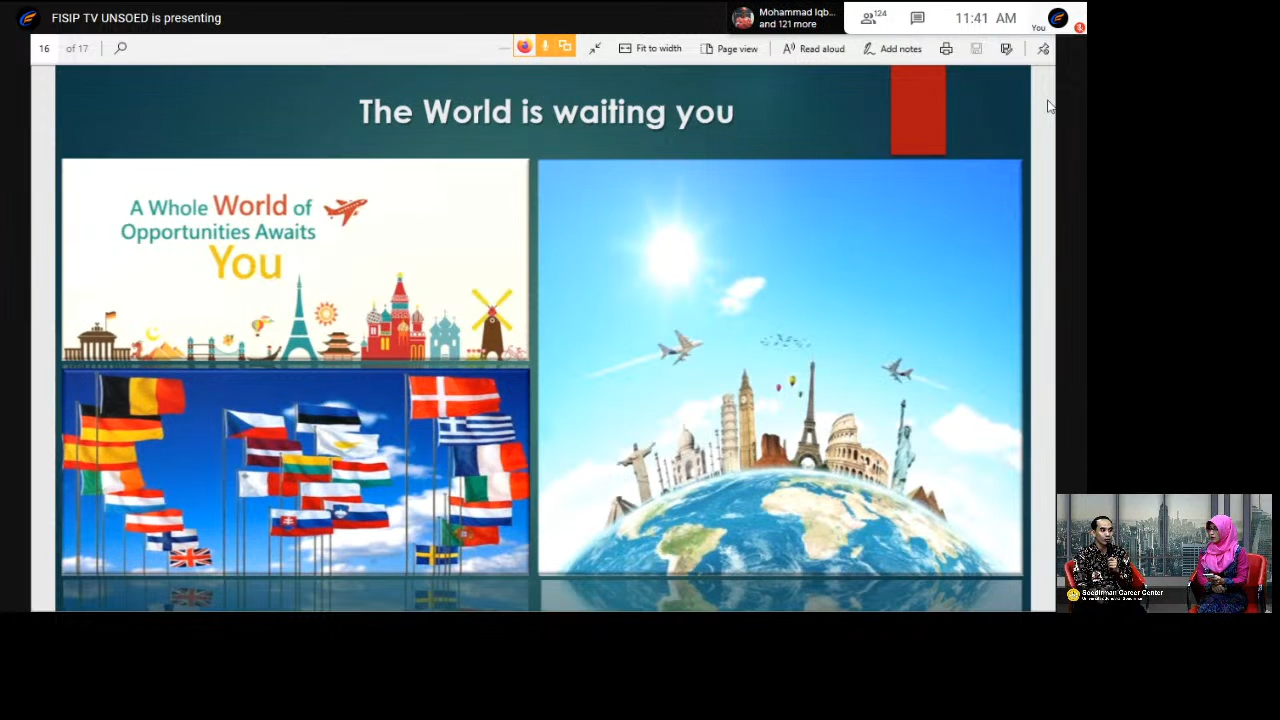 FISIP TV UNSOED is presenting
Mohammad Iqb...
and 121 more
124
11:41 AM
You
16 of 17
Fit to width
Page view
Read aloud
Add notes
The World is waiting you
A Whole World of
Opportunities Awaits
You
Soedirman Career Center